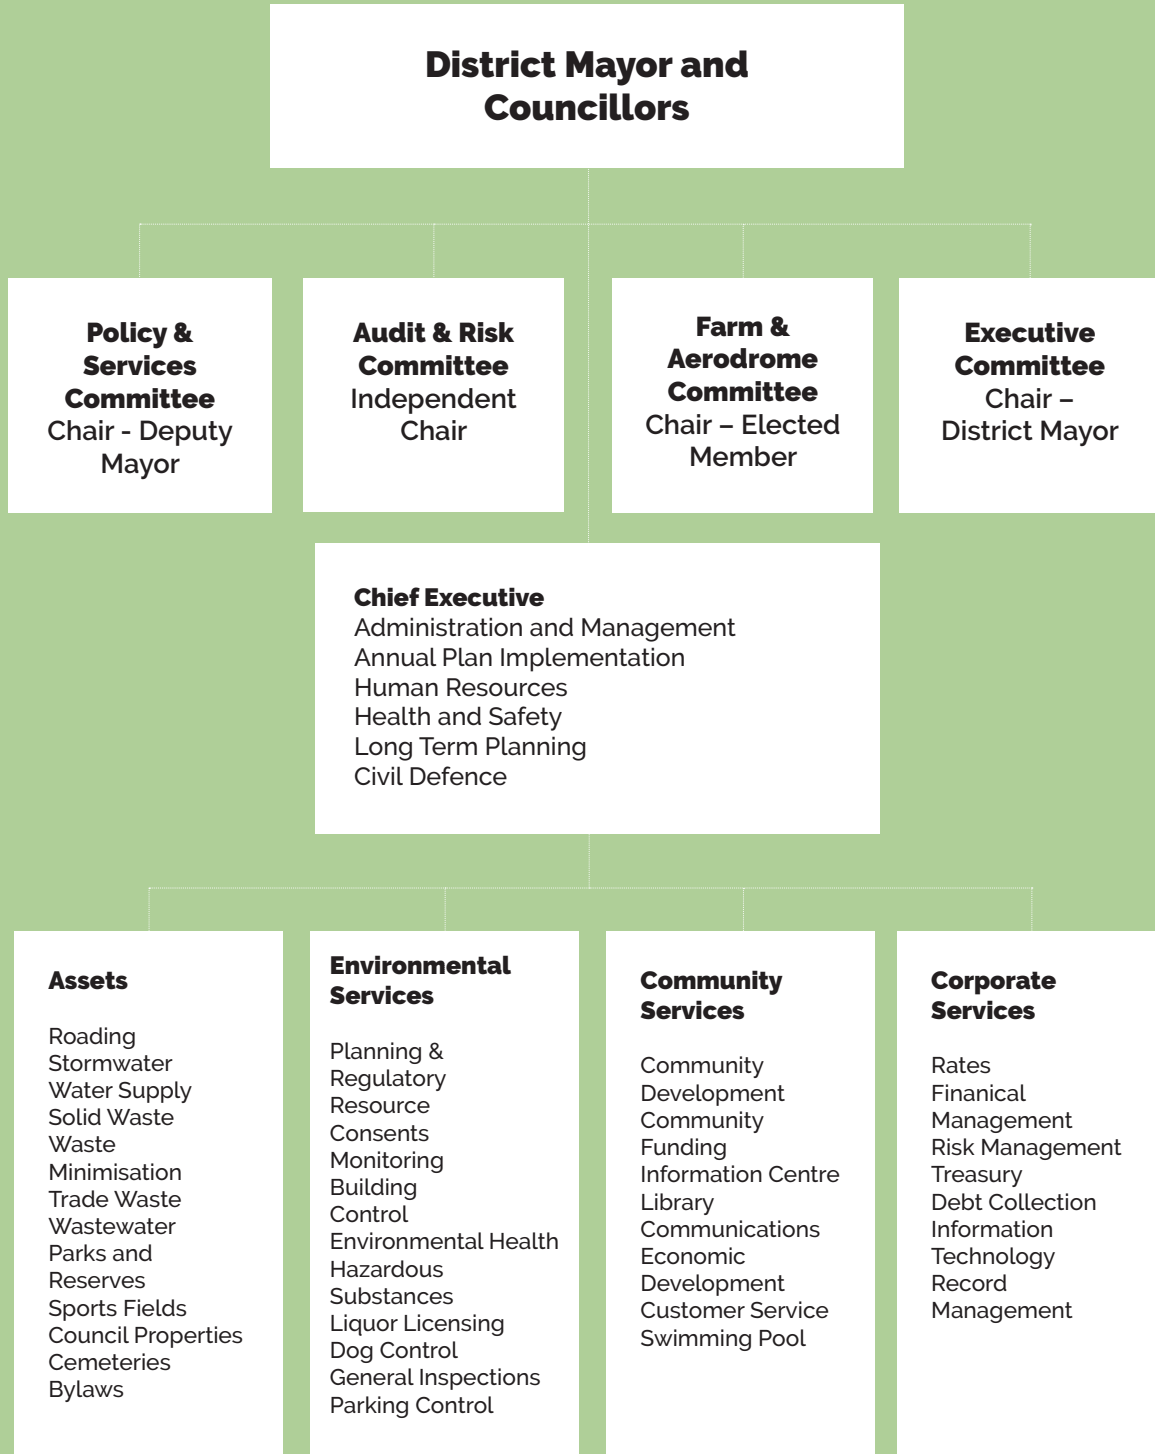 District Mayor and
Councillors
Policy &
Services
Committee
Chair - Deputy
Mayor
Audit & Risk
Committee
Independent
Chair
Farm &
Aerodrome
Committee
Chair – Elected
Member
Executive
Committee
Chair –
District Mayor
Chief Executive
Administration and Management
Annual Plan Implementation
Human Resources
Health and Safety
Long Term Planning
Civil Defence
Assets
Roading
Stormwater
Water Supply
Solid Waste
Waste
Minimisation
Trade Waste
Wastewater
Parks and
Reserves
Sports Fields
Council Properties
Cemeteries
Bylaws
Environmental
Services
Planning &
Regulatory
Resource
Consents
Monitoring
Building
Control
Environmental Health
Hazardous
Substances
Liquor Licensing
Dog Control
General Inspections
Parking Control
Community
Services
Community
Development
Community
Funding
Information Centre
Library
Communications
Economic
Development
Customer Service
Swimming Pool
Corporate
Services
Rates
Finanical
Management
Risk Management
Treasury
Debt Collection
Information
Technology
Record
Management